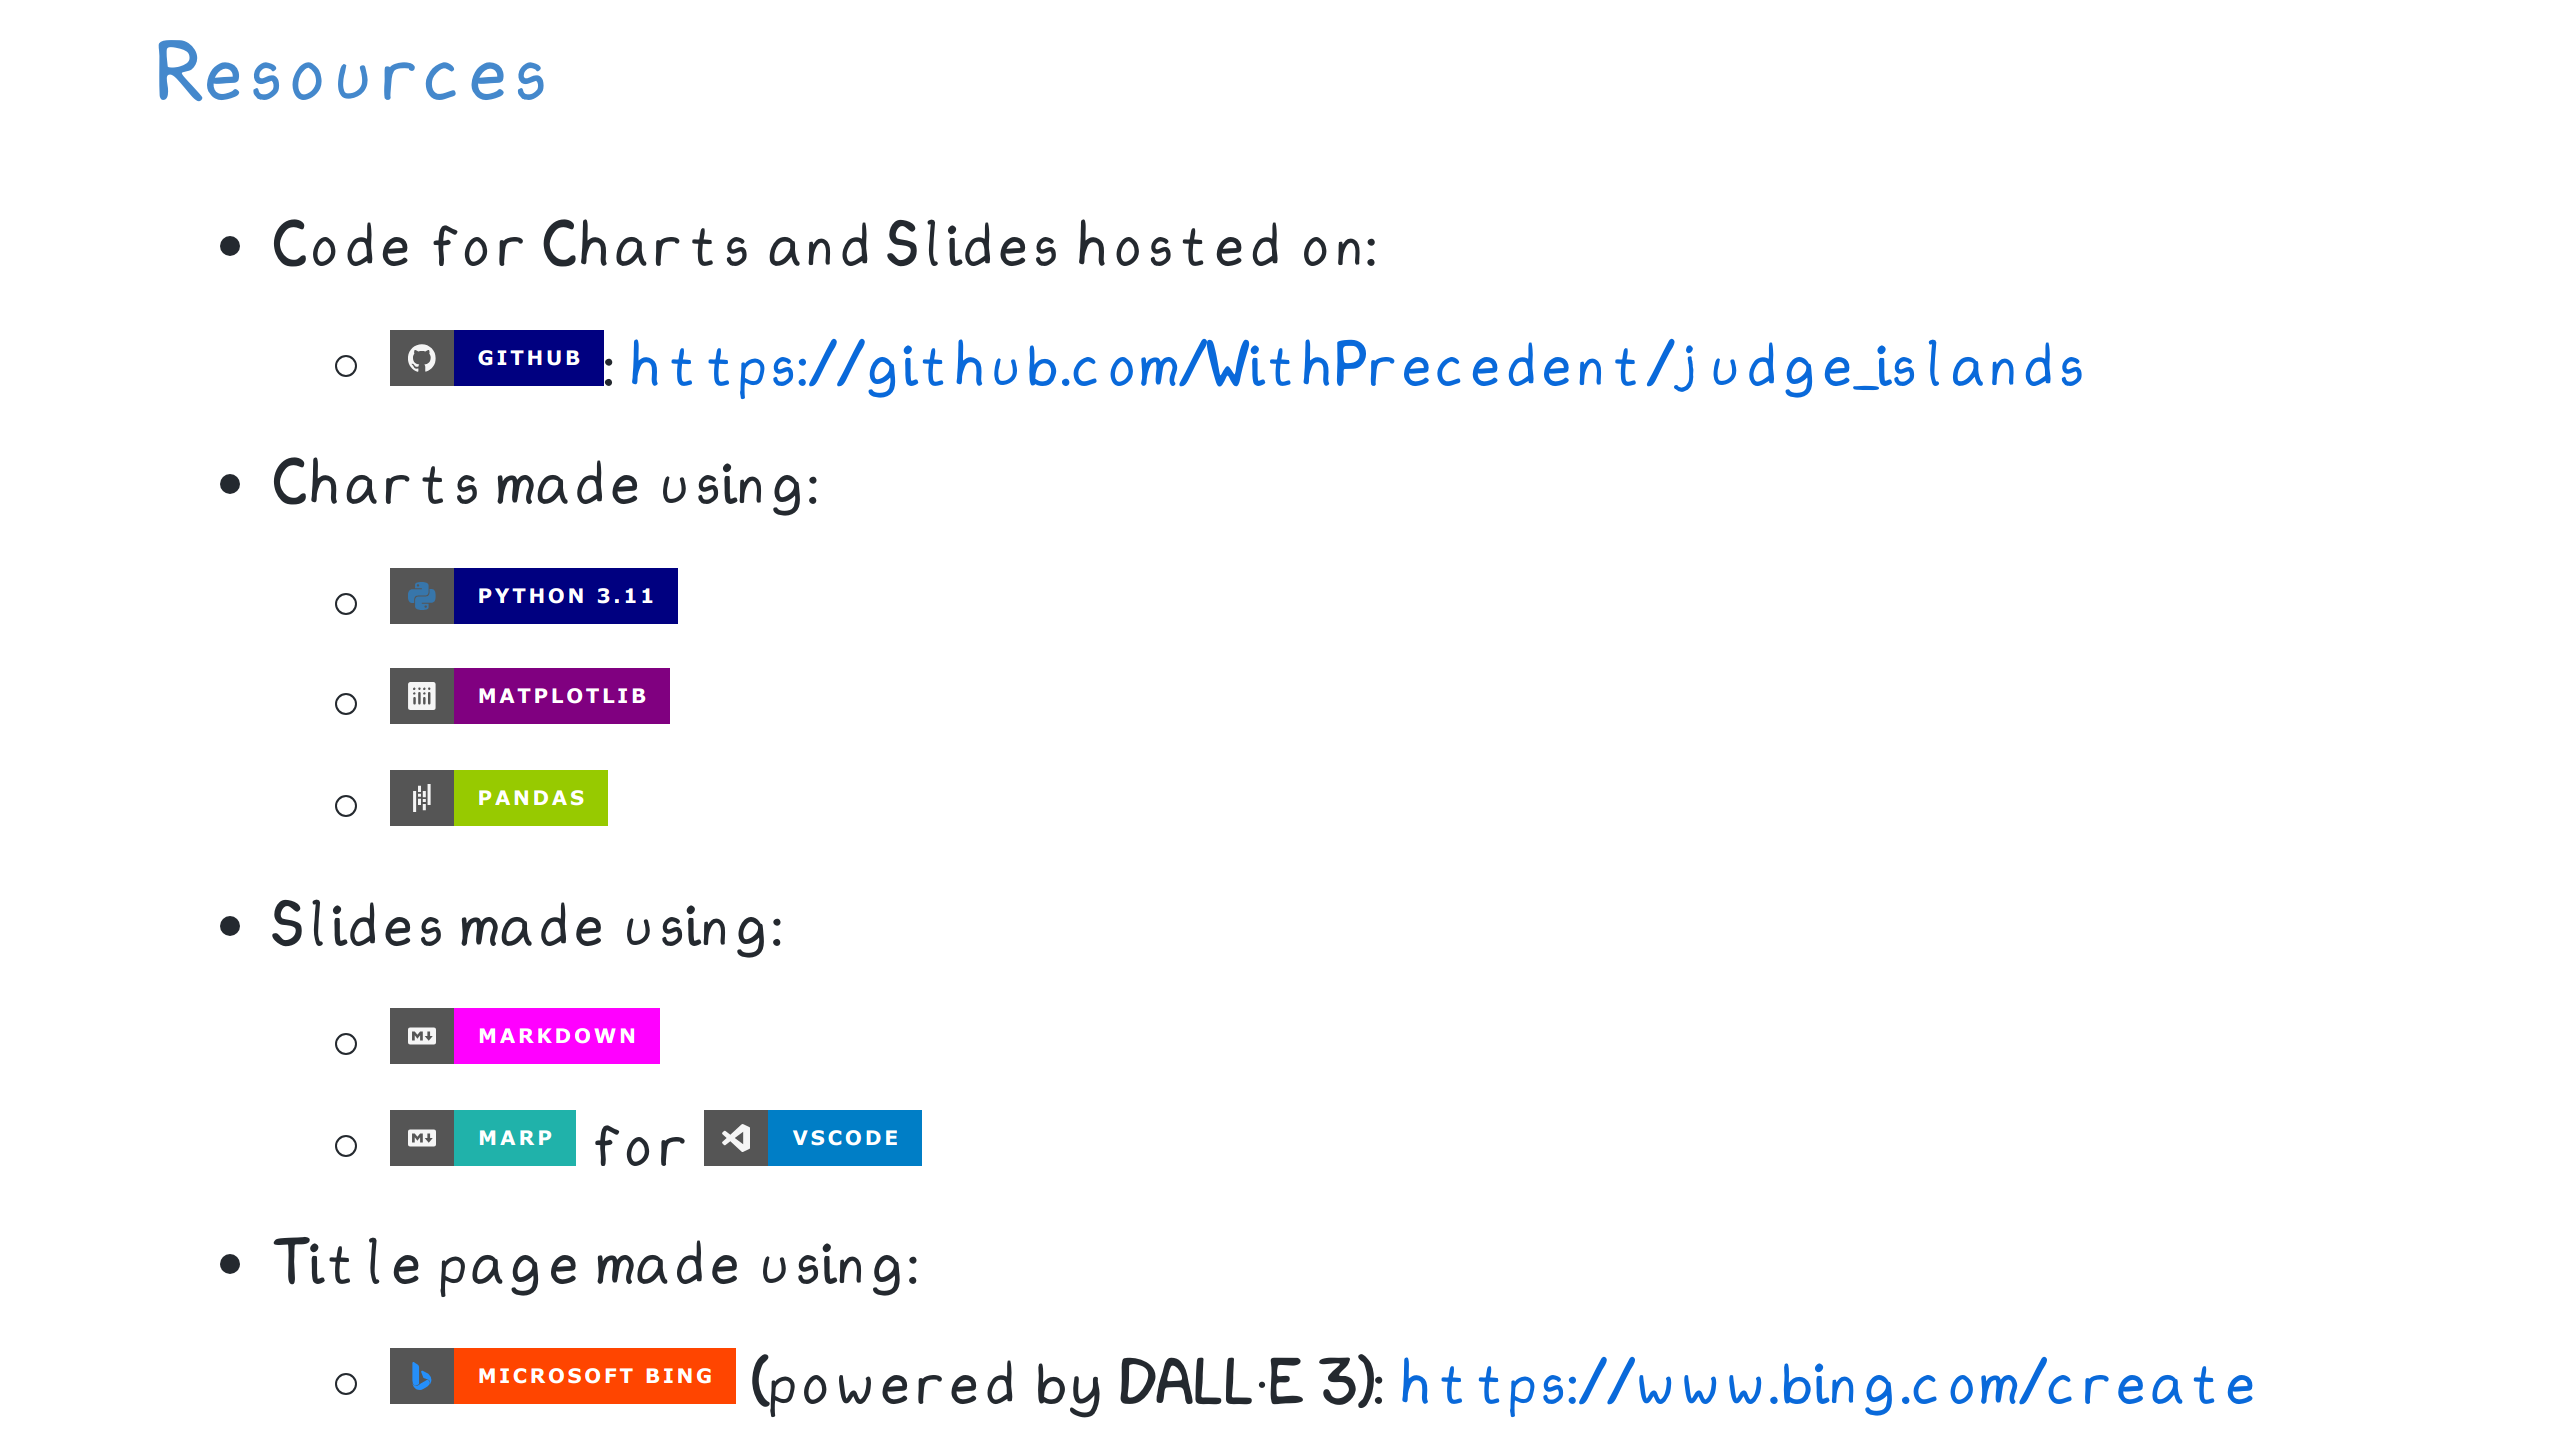 Resources
• Code for Charts and Slides hosted on:
○ GITHUB: https://github.com/WithPrecedent/judge_islands
• Charts made using:
○ PYTHON 3.11
○ MATPLOTLIB
○ PANDAS
• Slides made using:
○ MARKDOWN
○ MARP for VSCODE
• Title page made using:
○ MICROSOFT BING (powered by DALL·E 3): https://www.bing.com/create